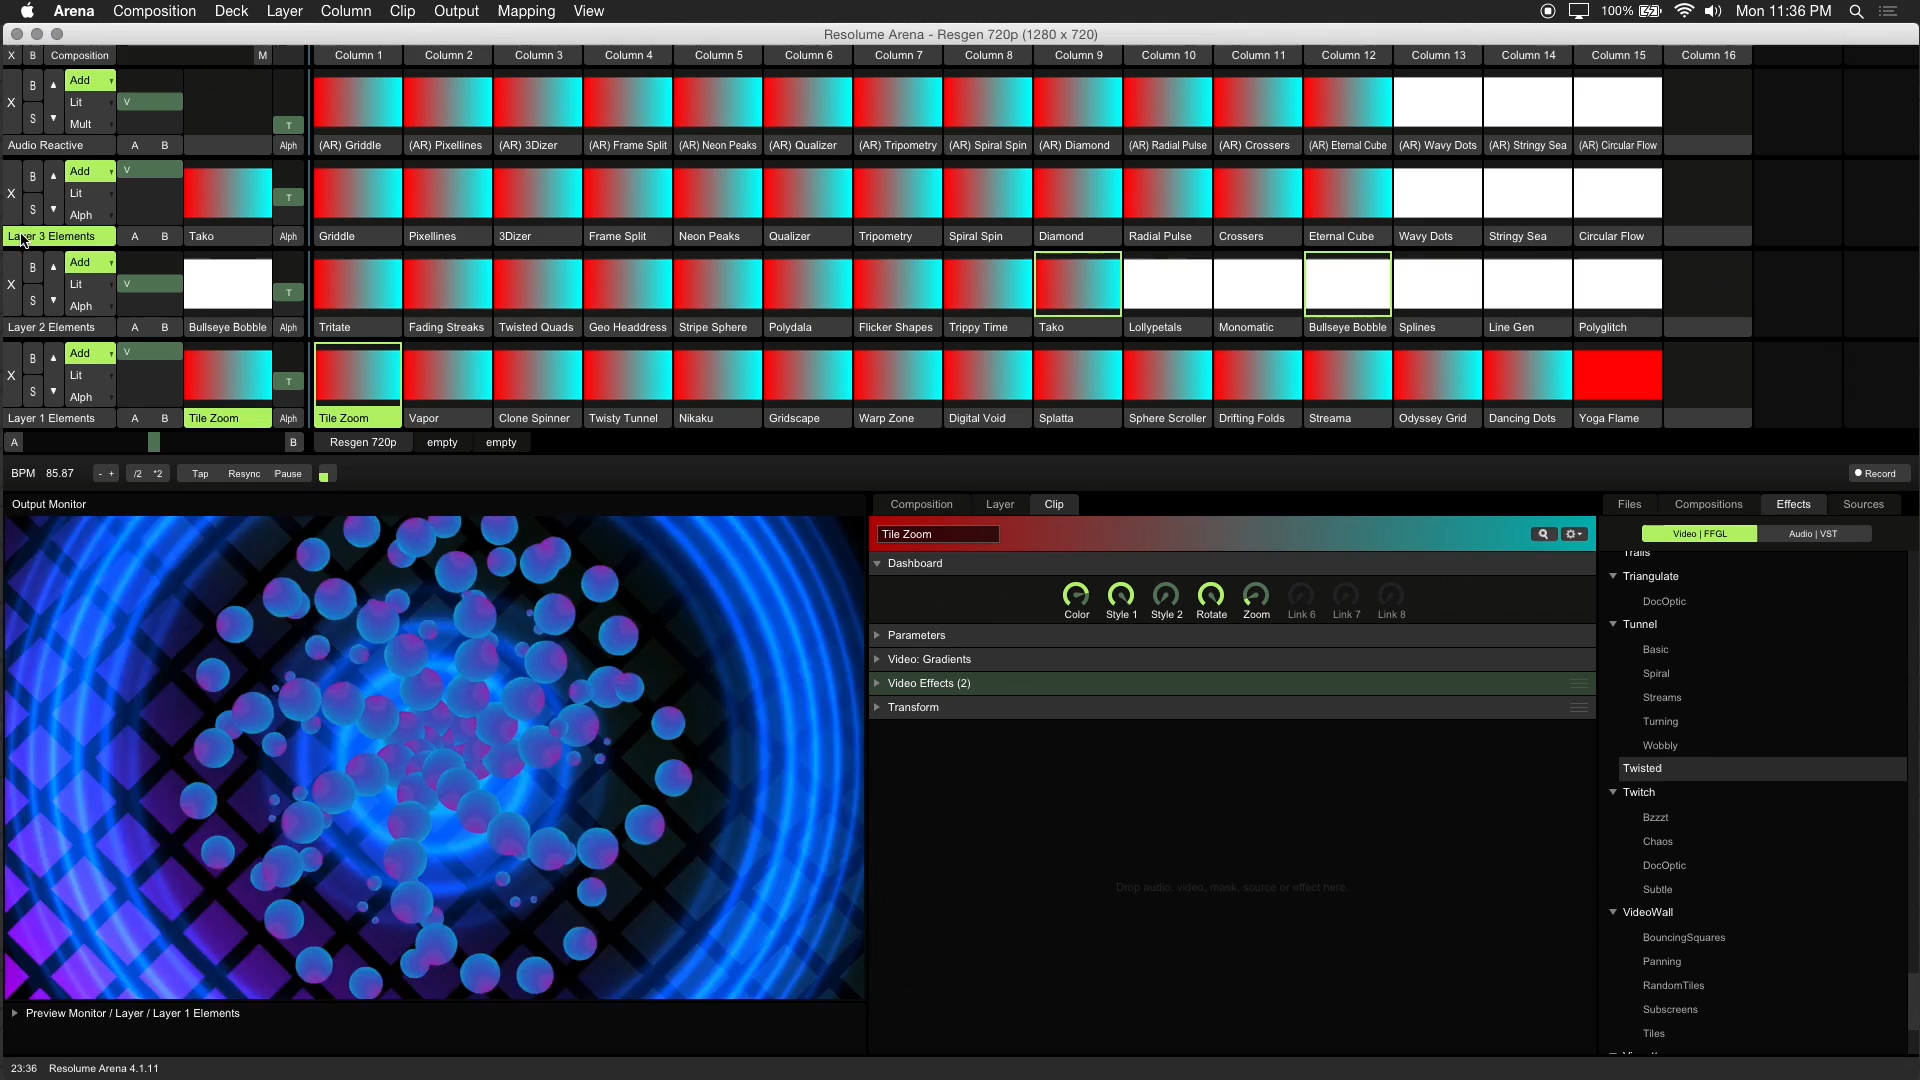 Arena Composition Deck Layer Column Clip Output Mapping View 100% Mon 11:36 PM
Resolume Arena - Resgen 720p (1280 x 720)
X B Composition M Column 1 Column 2 Column 3 Column 4 Column 5 Column 6 Column 7 Column 8 Column 9 Column 10 Column 11 Column 12 Column 13 Column 14 Column 15 Column 16
B Add
X Lit V
S Mult T
Audio Reactive A B Alph (AR) Griddle (AR) Pixellines (AR) 3Dizer (AR) Frame Split (AR) Neon Peaks (AR) Qualizer (AR) Tripometry (AR) Spiral Spin (AR) Diamond (AR) Radial Pulse (AR) Crossers (AR) Eternal Cube (AR) Wavy Dots (AR) Stringy Sea (AR) Circular Flow
B Add V
X Lit T
S Alph
Layer 3 Elements A B Tako Alph Griddle Pixellines 3Dizer Frame Split Neon Peaks Qualizer Tripometry Spiral Spin Diamond Radial Pulse Crossers Eternal Cube Wavy Dots Stringy Sea Circular Flow
B Add
X Lit V
S Alph T
Layer 2 Elements A B Bullseye Bobble Alph Tritate Fading Streaks Twisted Quads Geo Headdress Stripe Sphere Polydala Flicker Shapes Trippy Time Tako Lollypetals Monomatic Bullseye Bobble Splines Line Gen Polyglitch
B Add V
X Lit T
S Alph
Layer 1 Elements A B Tile Zoom Alph Tile Zoom Vapor Clone Spinner Twisty Tunnel Nikaku Gridscape Warp Zone Digital Void Splatta Sphere Scroller Drifting Folds Streama Odyssey Grid Dancing Dots Yoga Flame
A B Resgen 720p empty empty
BPM 85.87 - + /2 *2 Tap Resync Pause Record
Output Monitor
Composition Layer Clip
Tile Zoom
Dashboard
Color Style 1 Style 2 Rotate Zoom Link 6 Link 7 Link 8
Parameters
Video: Gradients
Video Effects (2)
Transform
Drop audio, video, mask, source or effect here.
Files Compositions Effects Sources
Video | FFGL Audio | VST
Trails
Triangulate
DocOptic
Tunnel
Basic
Spiral
Streams
Turning
Wobbly
Twisted
Twitch
Bzzzt
Chaos
DocOptic
Subtle
VideoWall
BouncingSquares
Panning
RandomTiles
Subscreens
Tiles
Preview Monitor / Layer / Layer 1 Elements
23:36 Resolume Arena 4.1.11